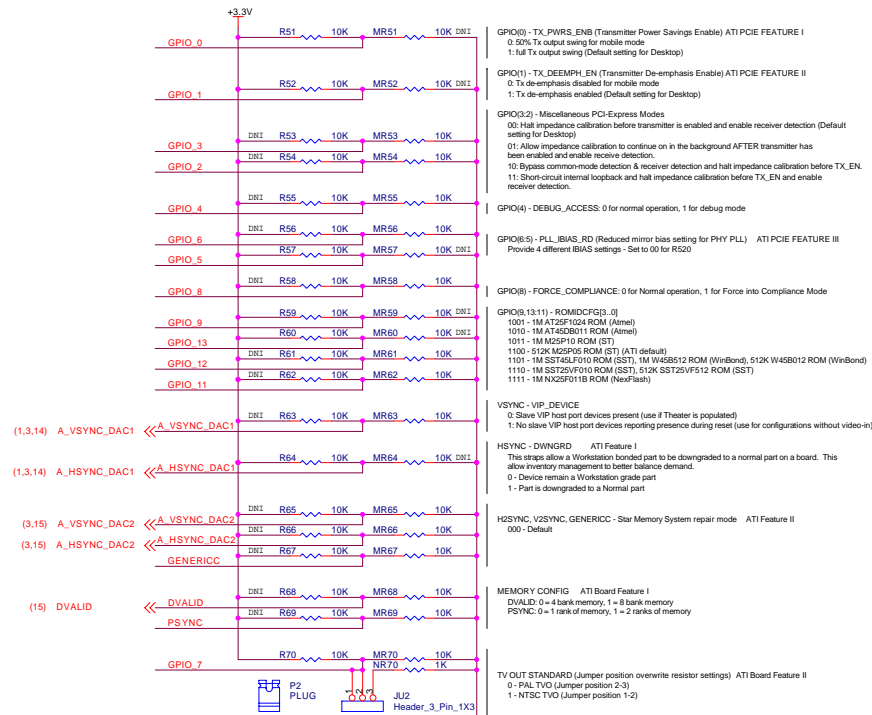 +3.3V
R51 10K MR51 10K DNI
GPIO_0
R52 10K MR52 10K DNI
GPIO_1
DNI R53 10K MR53 10K
GPIO_3
DNI R54 10K MR54 10K
GPIO_2
DNI R55 10K MR55 10K
GPIO_4
DNI R56 10K MR56 10K
GPIO_6
DNI R57 10K MR57 10K
GPIO_5
DNI R58 10K MR58 10K
GPIO_8
R59 10K MR59 10K DNI
GPIO_9
R60 10K MR60 10K DNI
GPIO_13
DNI R61 10K MR61 10K
GPIO_12
DNI R62 10K MR62 10K
GPIO_11
DNI R63 10K MR63 10K
(1,3,14) A_VSYNC_DAC1 A_VSYNC_DAC1
R64 10K MR64 10K DNI
(1,3,14) A_HSYNC_DAC1 A_HSYNC_DAC1
DNI R65 10K MR65 10K
(3,15) A_VSYNC_DAC2 A_VSYNC_DAC2
DNI R66 10K MR66 10K
(3,15) A_HSYNC_DAC2 A_HSYNC_DAC2
DNI R67 10K MR67 10K
GENERICC
DNI R68 10K MR68 10K
(15) DVALID DVALID
DNI R69 10K MR69 10K
PSYNC
R70 10K MR70 10K
GPIO_7 NR70 1K
P2
PLUG
1 2 3
JU2
Header_3_Pin_1X3
GPIO(0) - TX_PWRS_ENB (Transmitter Power Savings Enable) ATI PCIE FEATURE I
0: 50% Tx output swing for mobile mode
1: full Tx output swing (Default setting for Desktop)
GPIO(1) - TX_DEEMPH_EN (Transmitter De-emphasis Enable) ATI PCIE FEATURE II
0: Tx de-emphasis disabled for mobile mode
1: Tx de-emphasis enabled (Default setting for Desktop)
GPIO(3:2) - Miscellaneous PCI-Express Modes
00: Halt impedance calibration before transmitter is enabled and enable receiver detection (Default
setting for Desktop)
01: Allow impedance calibration to continue on in the background AFTER transmitter has
been enabled and enable receive detection.
10: Bypass common-mode detection & receiver detection and halt impedance calibration before TX_EN.
11: Short-circuit internal loopback and halt impedance calibration before TX_EN and enable
receiver detection.
GPIO(4) - DEBUG_ACCESS: 0 for normal operation, 1 for debug mode
GPIO(6:5) - PLL_IBIAS_RD (Reduced mirror bias setting for PHY PLL) ATI PCIE FEATURE III
Provide 4 different IBIAS settings - Set to 00 for R520
GPIO(8) - FORCE_COMPLIANCE: 0 for Normal operation, 1 for Force into Compliance Mode
GPIO(9,13:11) - ROMIDCFG[3..0]
1001 - 1M AT25F1024 ROM (Atmel)
1010 - 1M AT45DB011 ROM (Atmel)
1011 - 1M M25P10 ROM (ST)
1100 - 512K M25P05 ROM (ST) (ATI default)
1101 - 1M SST45LF010 ROM (SST), 1M W45B512 ROM (WinBond), 512K W45B012 ROM (WinBond)
1110 - 1M SST25VF010 ROM (SST), 512K SST25VF512 ROM (SST)
1111 - 1M NX25F011B ROM (NexFlash)
VSYNC - VIP_DEVICE
0: Slave VIP host port devices present (use if Theater is populated)
1: No slave VIP host port devices reporting presence during reset (use for configurations without video-in)
HSYNC - DWNGRD ATI Feature I
This straps allow a Workstation bonded part to be downgraded to a normal part on a board. This
allow inventory management to better balance demand.
0 - Device remain a Workstation grade part
1 - Part is downgraded to a Normal part
H2SYNC, V2SYNC, GENERICC - Star Memory System repair mode ATI Feature II
000 - Default
MEMORY CONFIG ATI Board Feature I
DVALID: 0 = 4 bank memory, 1 = 8 bank memory
PSYNC: 0 = 1 rank of memory, 1 = 2 ranks of memory
TV OUT STANDARD (Jumper position overwrite resistor settings) ATI Board Feature II
0 - PAL TVO (Jumper position 2-3)
1 - NTSC TVO (Jumper position 1-2)